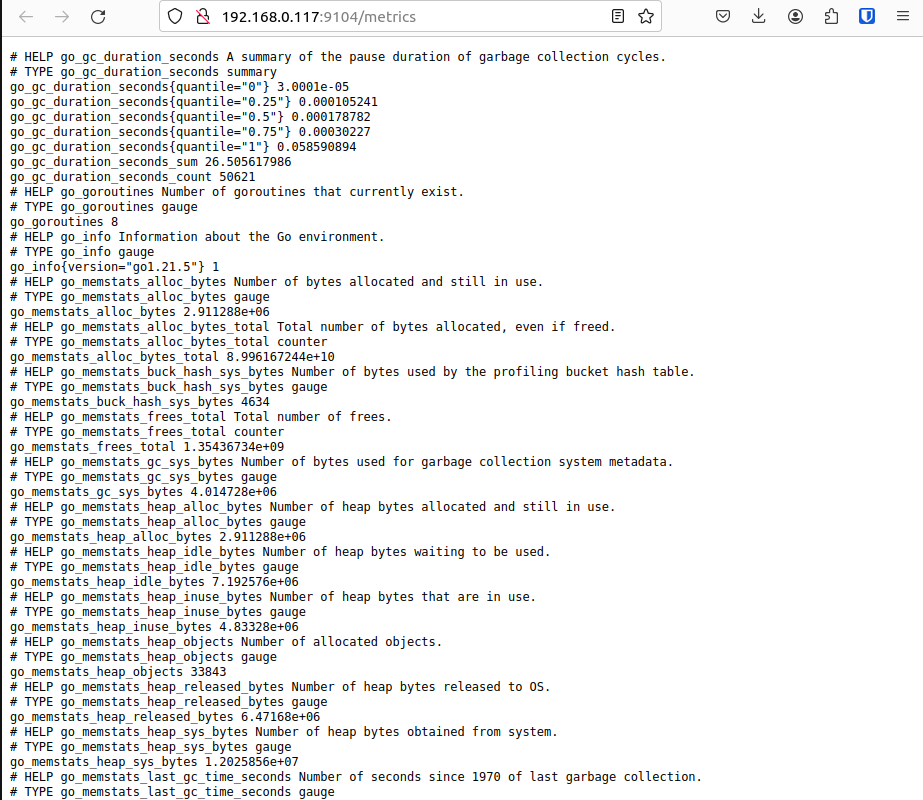 192.168.0.117:9104/metrics
# HELP go_gc_duration_seconds A summary of the pause duration of garbage collection cycles.
# TYPE go_gc_duration_seconds summary
go_gc_duration_seconds{quantile="0"} 3.0001e-05
go_gc_duration_seconds{quantile="0.25"} 0.000105241
go_gc_duration_seconds{quantile="0.5"} 0.000178782
go_gc_duration_seconds{quantile="0.75"} 0.00030227
go_gc_duration_seconds{quantile="1"} 0.058590894
go_gc_duration_seconds_sum 26.505617986
go_gc_duration_seconds_count 50621
# HELP go_goroutines Number of goroutines that currently exist.
# TYPE go_goroutines gauge
go_goroutines 8
# HELP go_info Information about the Go environment.
# TYPE go_info gauge
go_info{version="go1.21.5"} 1
# HELP go_memstats_alloc_bytes Number of bytes allocated and still in use.
# TYPE go_memstats_alloc_bytes gauge
go_memstats_alloc_bytes 2.911288e+06
# HELP go_memstats_alloc_bytes_total Total number of bytes allocated, even if freed.
# TYPE go_memstats_alloc_bytes_total counter
go_memstats_alloc_bytes_total 8.996167244e+10
# HELP go_memstats_buck_hash_sys_bytes Number of bytes used by the profiling bucket hash table.
# TYPE go_memstats_buck_hash_sys_bytes gauge
go_memstats_buck_hash_sys_bytes 4634
# HELP go_memstats_frees_total Total number of frees.
# TYPE go_memstats_frees_total counter
go_memstats_frees_total 1.35436734e+09
# HELP go_memstats_gc_sys_bytes Number of bytes used for garbage collection system metadata.
# TYPE go_memstats_gc_sys_bytes gauge
go_memstats_gc_sys_bytes 4.014728e+06
# HELP go_memstats_heap_alloc_bytes Number of heap bytes allocated and still in use.
# TYPE go_memstats_heap_alloc_bytes gauge
go_memstats_heap_alloc_bytes 2.911288e+06
# HELP go_memstats_heap_idle_bytes Number of heap bytes waiting to be used.
# TYPE go_memstats_heap_idle_bytes gauge
go_memstats_heap_idle_bytes 7.192576e+06
# HELP go_memstats_heap_inuse_bytes Number of heap bytes that are in use.
# TYPE go_memstats_heap_inuse_bytes gauge
go_memstats_heap_inuse_bytes 4.83328e+06
# HELP go_memstats_heap_objects Number of allocated objects.
# TYPE go_memstats_heap_objects gauge
go_memstats_heap_objects 33843
# HELP go_memstats_heap_released_bytes Number of heap bytes released to OS.
# TYPE go_memstats_heap_released_bytes gauge
go_memstats_heap_released_bytes 6.47168e+06
# HELP go_memstats_heap_sys_bytes Number of heap bytes obtained from system.
# TYPE go_memstats_heap_sys_bytes gauge
go_memstats_heap_sys_bytes 1.2025856e+07
# HELP go_memstats_last_gc_time_seconds Number of seconds since 1970 of last garbage collection.
# TYPE go_memstats_last_gc_time_seconds gauge